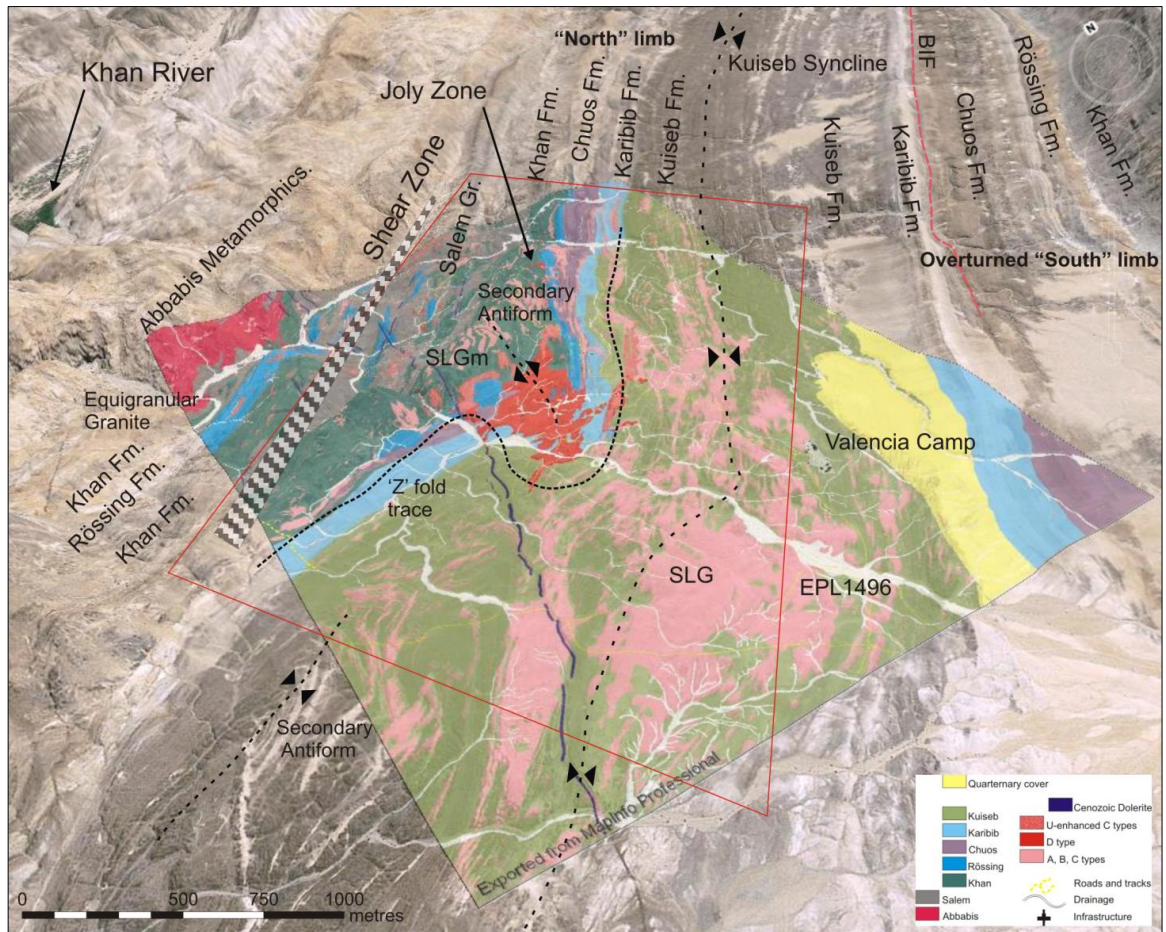 "North" limb
Kuiseb Syncline
Khan River
Joly Zone
BIF
Rössing Fm.
Khan Fm.
Chuos Fm.
Karibib Fm.
Kuiseb Fm.
Kuiseb Fm.
Karibib Fm.
Chuos Fm.
Khan Fm.
Shear Zone
Salem Gr.
Abbabis Metamorphics.
Overturned "South" limb
Secondary
Antiform
SLGm
Equigranular
Granite
Khan Fm.
Rössing Fm.
Khan Fm.
'Z' fold
trace
Valencia Camp
SLG
EPL1496
Secondary
Antiform
Exported from MapInfo Professional
N
0 500 750 1000
metres
Quarternary cover
Kuiseb
Karibib
Chuos
Rössing
Khan
Salem
Abbabis
Cenozoic Dolerite
U-enhanced C types
D type
A, B, C types
Roads and tracks
Drainage
Infrastructure